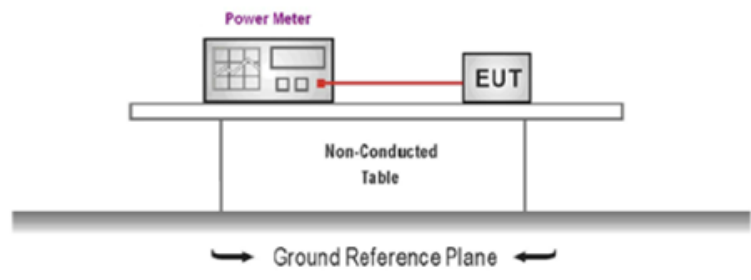 Power Meter
EUT
Non-Conducted
Table
Ground Reference Plane